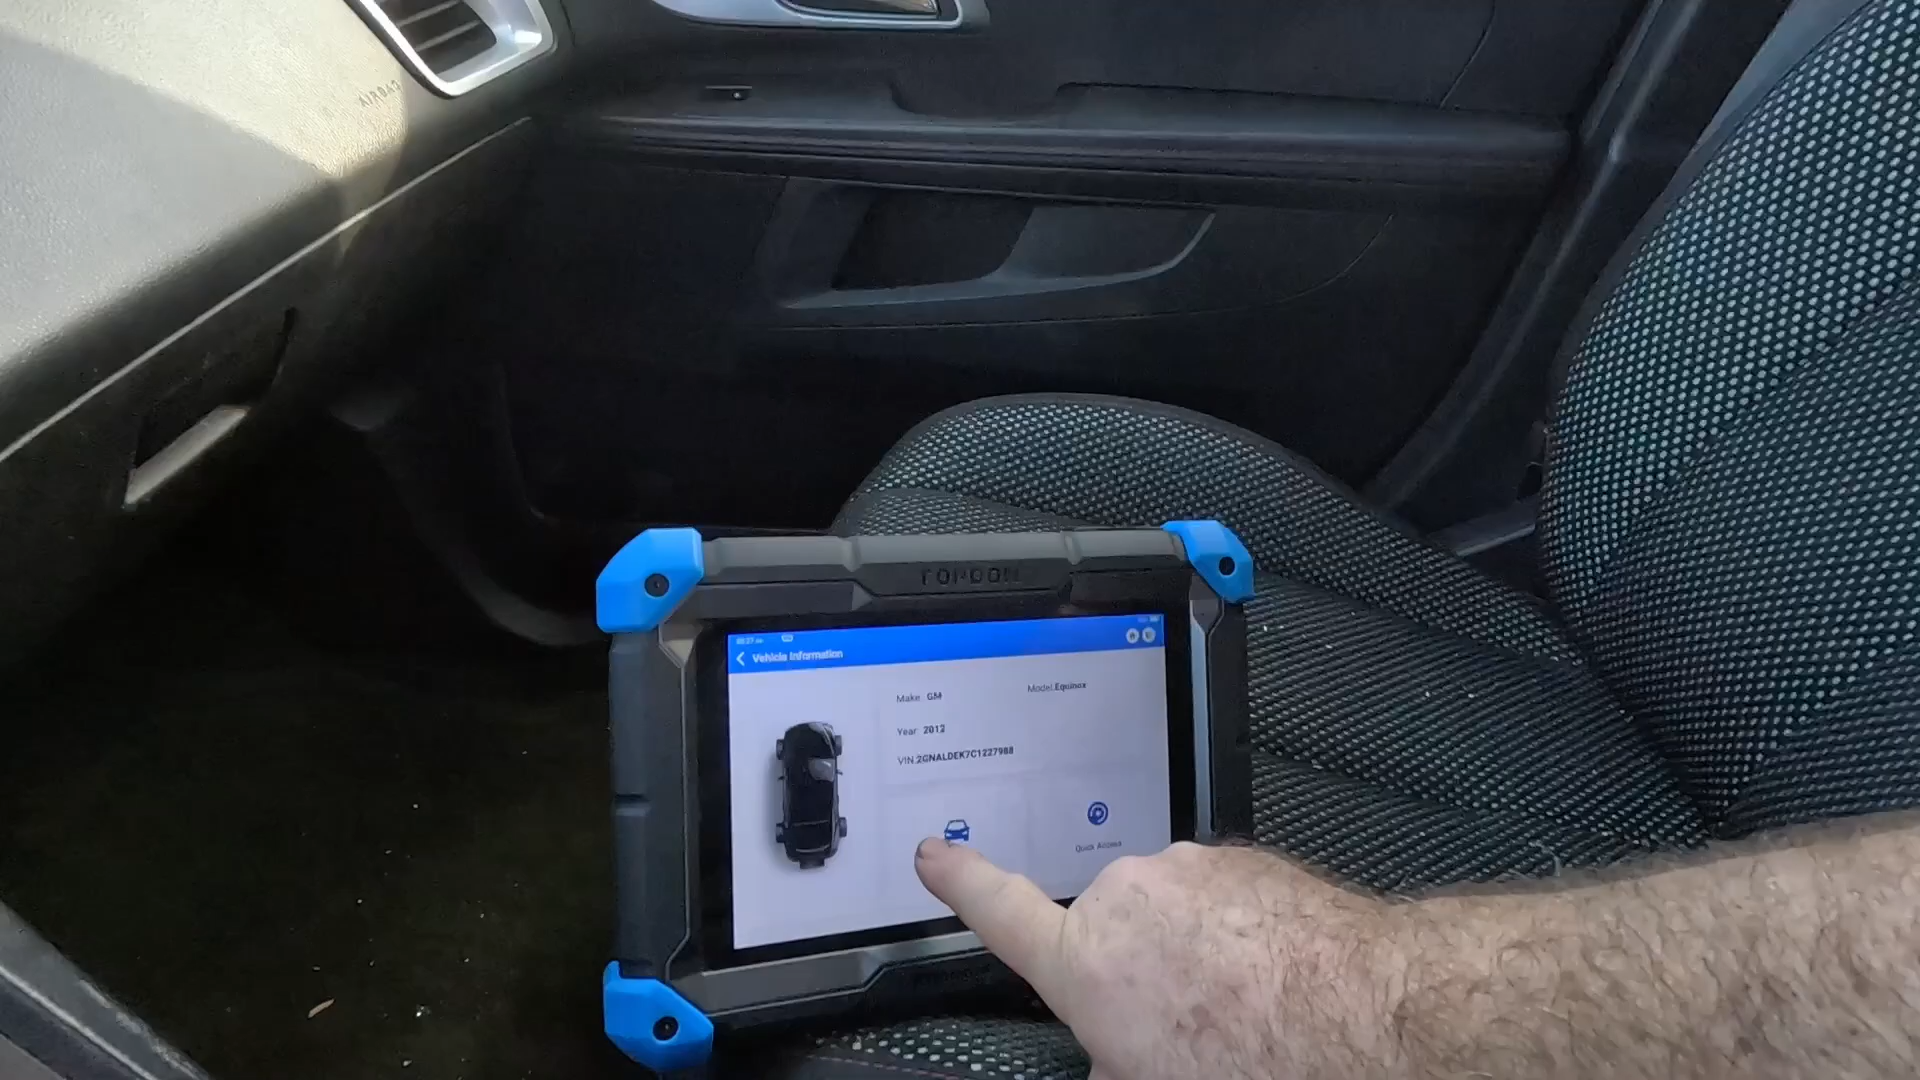 AIRBAG
TOPDON
Vehicle Information
Make: GM
Model:Equinox
Year: 2012
VIN:2GNALDEK7C1227988
Quick Access